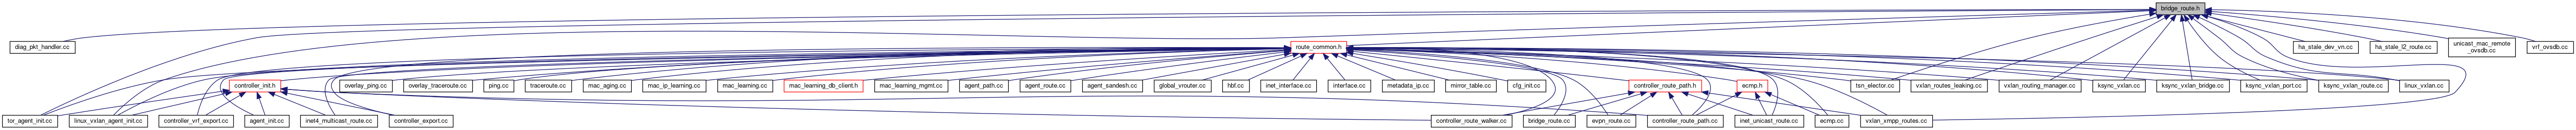 bridge_route.h
diag_pkt_handler.cc
route_common.h
ha_stale_dev_vn.cc
ha_stale_l2_route.cc
unicast_mac_remote
_ovsdb.cc
vrf_ovsdb.cc
controller_init.h
overlay_ping.cc
overlay_traceroute.cc
ping.cc
traceroute.cc
mac_aging.cc
mac_ip_learning.cc
mac_learning.cc
mac_learning_db_client.h
mac_learning_mgmt.cc
agent_path.cc
agent_route.cc
agent_sandesh.cc
global_vrouter.cc
hbf.cc
inet_interface.cc
interface.cc
metadata_ip.cc
mirror_table.cc
cfg_init.cc
controller_route_path.h
ecmp.h
tsn_elector.cc
vxlan_routes_leaking.cc
vxlan_routing_manager.cc
ksync_vxlan.cc
ksync_vxlan_bridge.cc
ksync_vxlan_port.cc
ksync_vxlan_route.cc
linux_vxlan.cc
tor_agent_init.cc
linux_vxlan_agent_init.cc
controller_vrf_export.cc
agent_init.cc
inet4_multicast_route.cc
controller_export.cc
controller_route_walker.cc
bridge_route.cc
evpn_route.cc
controller_route_path.cc
inet_unicast_route.cc
ecmp.cc
vxlan_xmpp_routes.cc